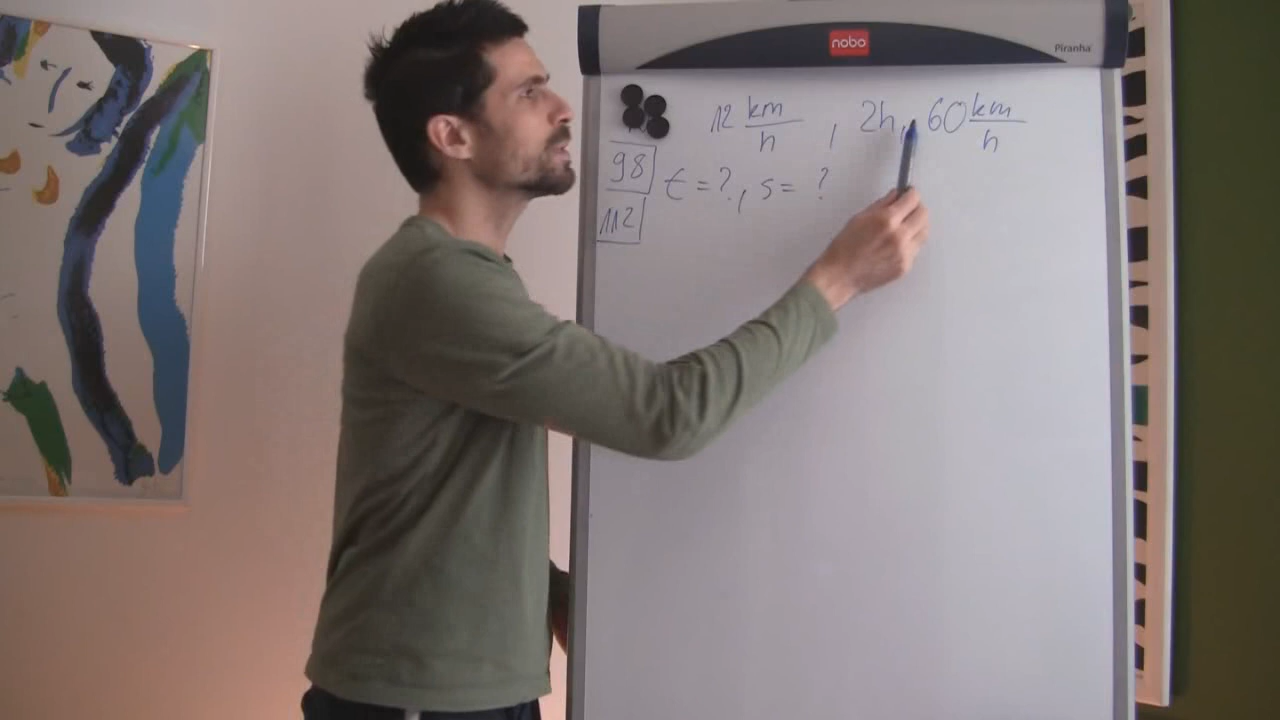 nobo
Piranha
12 km/h , 2h, 60 km/h
98
t = ?, s = ?
112